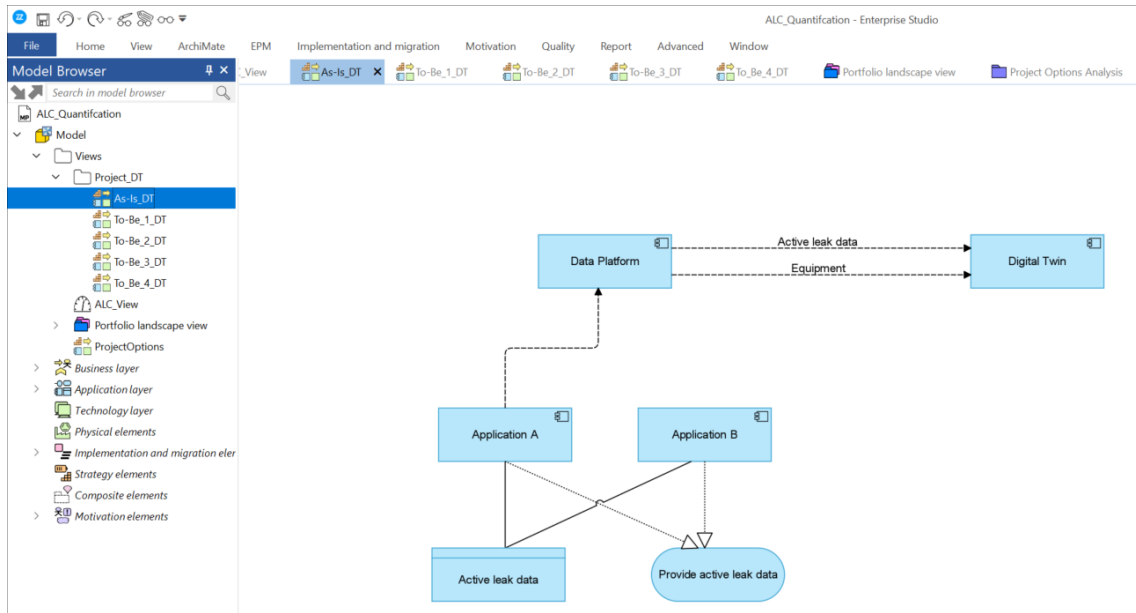 ALC_Quantifcation - Enterprise Studio
File Home View ArchiMate EPM Implementation and migration Motivation Quality Report Advanced Window
Model Browser
_View As-Is_DT To-Be_1_DT To-Be_2_DT To-Be_3_DT To_Be_4_DT Portfolio landscape view Project Options Analysis
Search in model browser
MP ALC_Quantifcation
Model
Views
Project_DT
As-Is_DT
To-Be_1_DT
To-Be_2_DT
To-Be_3_DT
To_Be_4_DT
ALC_View
Portfolio landscape view
ProjectOptions
Business layer
Application layer
Technology layer
Physical elements
Implementation and migration eler
Strategy elements
Composite elements
Motivation elements
Data Platform
Active leak data
Equipment
Digital Twin
Application A
Application B
Active leak data
Provide active leak data